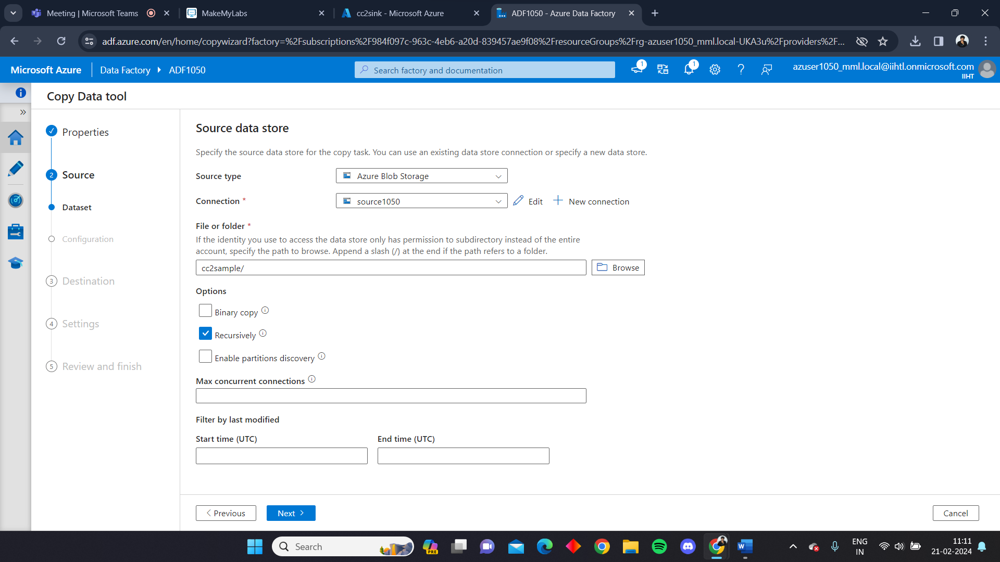 Meeting | Microsoft Teams
MakeMyLabs
cc2sink - Microsoft Azure
ADF1050 - Azure Data Factory
adf.azure.com/en/home/copywizard?factory=%2Fsubscriptions%2F984f097c-963c-4eb6-a20d-839457ae9f08%2FresourceGroups%2Frg-azuser1050_mml.local-UKA3u%2Fproviders%2F...
Microsoft Azure
Data Factory
ADF1050
Search factory and documentation
1
1
azuser1050_mml.local@iihtl.onmicrosoft.com
IIHT
Copy Data tool
Properties
2 Source
Dataset
Configuration
3 Destination
4 Settings
5 Review and finish
Source data store
Specify the source data store for the copy task. You can use an existing data store connection or specify a new data store.
Source type
Azure Blob Storage
Connection *
source1050
Edit
New connection
File or folder *
If the identity you use to access the data store only has permission to subdirectory instead of the entire
account, specify the path to browse. Append a slash (/) at the end if the path refers to a folder.
cc2sample/
Browse
Options
Binary copy
Recursively
Enable partitions discovery
Max concurrent connections
Filter by last modified
Start time (UTC)
End time (UTC)
Previous
Next
Cancel
Search
PRE
ENG
IN
11:11
21-02-2024